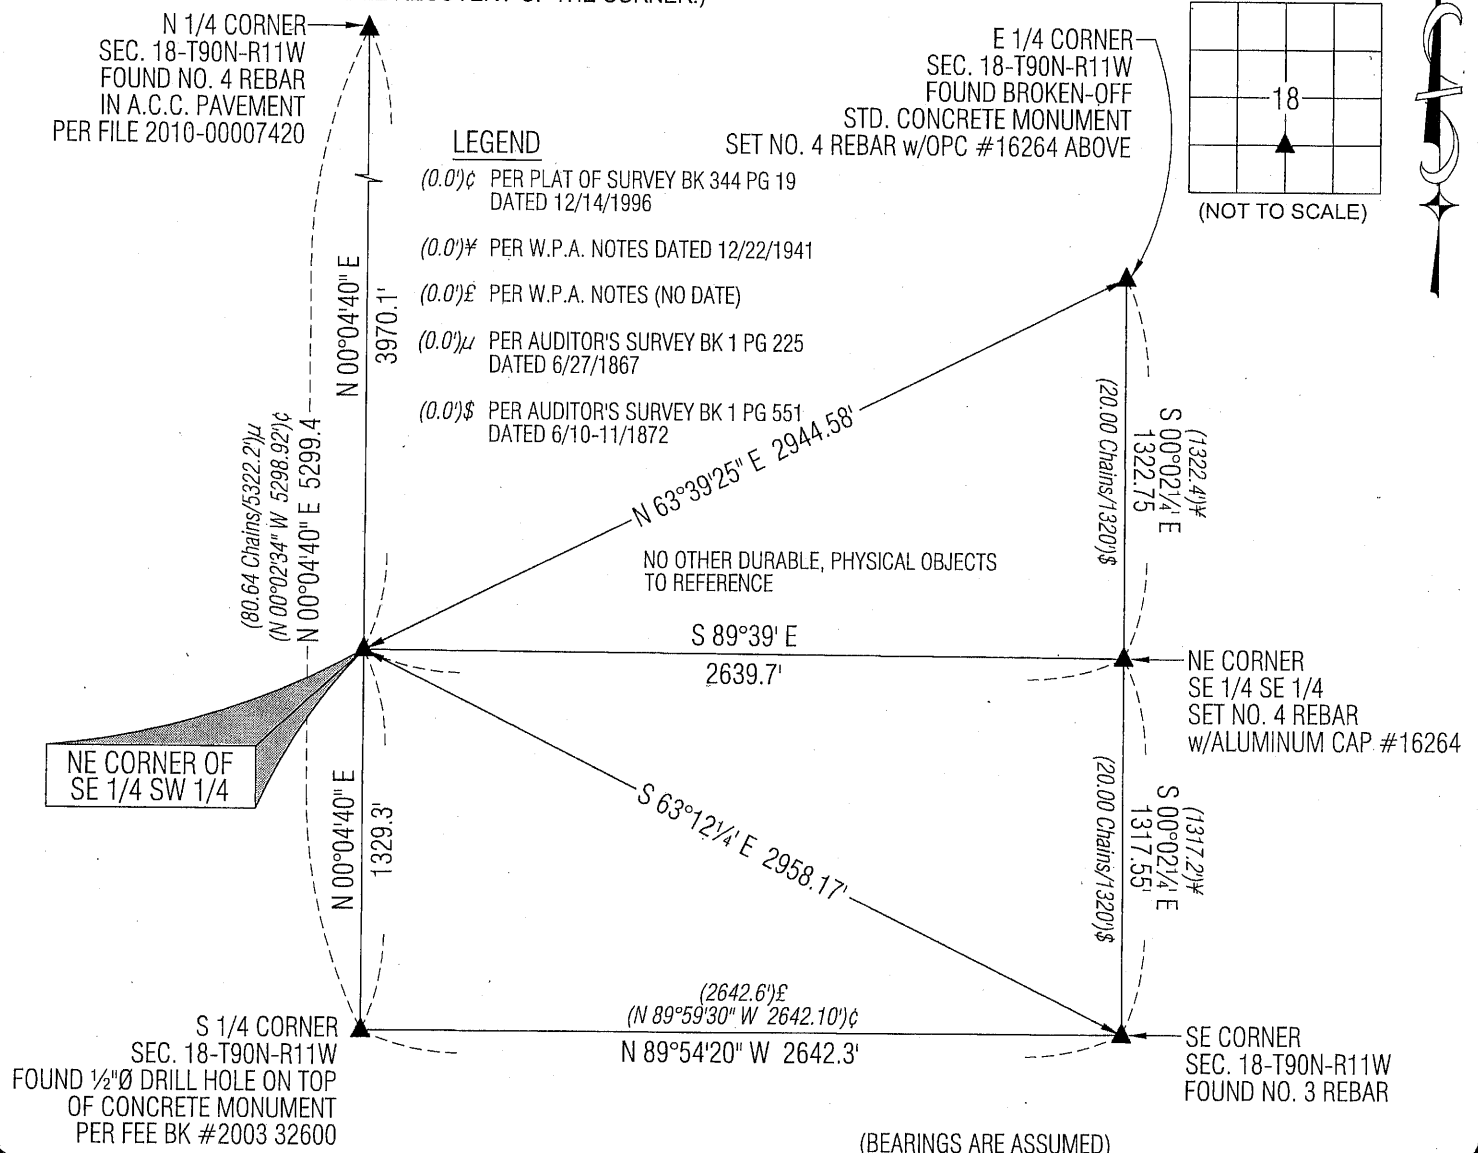 OF THE CORNER.)
N 1/4 CORNER
SEC. 18-T90N-R11W
FOUND NO. 4 REBAR
IN A.C.C. PAVEMENT
PER FILE 2010-00007420
E 1/4 CORNER
SEC. 18-T90N-R11W
FOUND BROKEN-OFF
STD. CONCRETE MONUMENT
SET NO. 4 REBAR w/OPC #16264 ABOVE
18
(NOT TO SCALE)
LEGEND
(0.0')¢ PER PLAT OF SURVEY BK 344 PG 19
DATED 12/14/1996
(0.0')¥ PER W.P.A. NOTES DATED 12/22/1941
(0.0')£ PER W.P.A. NOTES (NO DATE)
(0.0')µ PER AUDITOR'S SURVEY BK 1 PG 225
DATED 6/27/1867
(0.0')$ PER AUDITOR'S SURVEY BK 1 PG 551
DATED 6/10-11/1872
N 00°04'40" E
3970.1'
(80.64 Chains/5322.2')µ
(N 00°02'34" W 5298.92')¢
N 00°04'40" E 5299.4
N 63°39'25" E 2944.58'
(20.00 Chains/1320')$
1322.75
S 00°02¼' E
(1322.4')¥
NO OTHER DURABLE, PHYSICAL OBJECTS
TO REFERENCE
S 89°39' E
2639.7'
NE CORNER
SE 1/4 SE 1/4
SET NO. 4 REBAR
w/ALUMINUM CAP #16264
NE CORNER OF
SE 1/4 SW 1/4
N 00°04'40" E
1329.3'
S 63°12¼' E 2958.17'
(20.00 Chains/1320')$
1317.55'
S 00°02¼' E
(1317.2')¥
(2642.6')£
(N 89°59'30" W 2642.10')¢
N 89°54'20" W 2642.3'
S 1/4 CORNER
SEC. 18-T90N-R11W
FOUND ½"Ø DRILL HOLE ON TOP
OF CONCRETE MONUMENT
PER FEE BK #2003 32600
SE CORNER
SEC. 18-T90N-R11W
FOUND NO. 3 REBAR
(BEARINGS ARE ASSUMED)